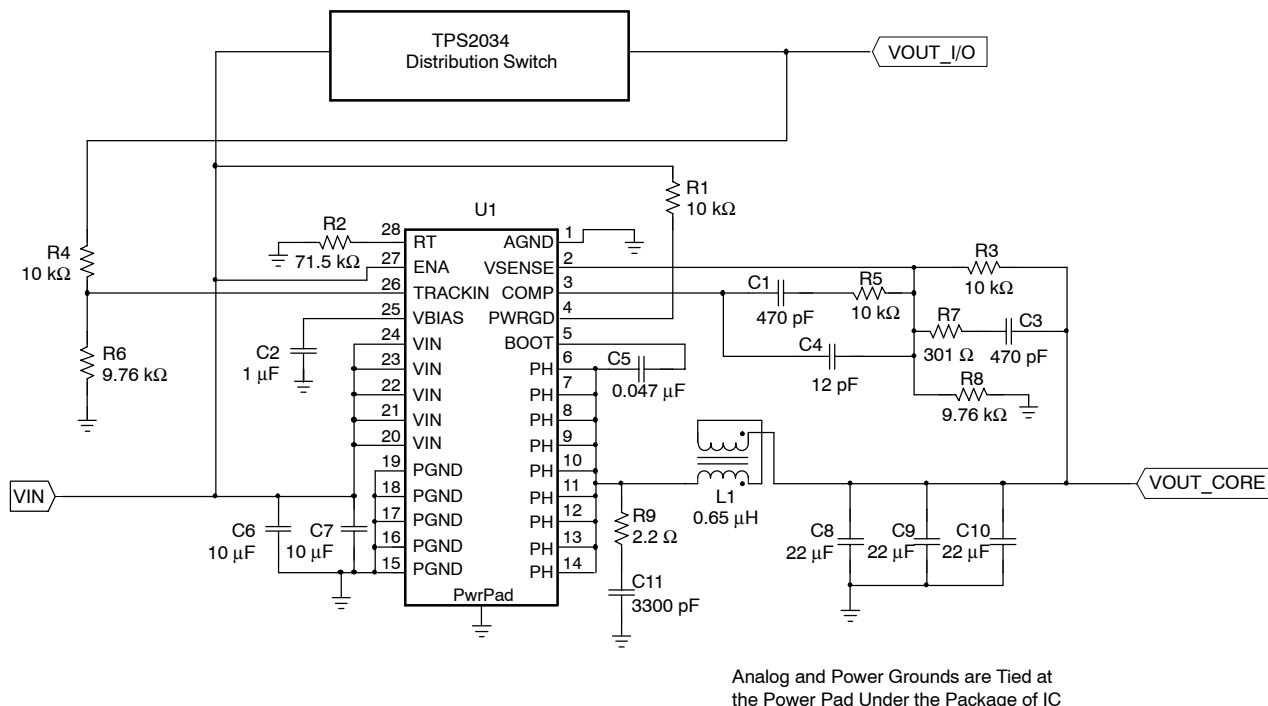 TPS2034
Distribution Switch
VOUT_I/O
R1
10 kΩ
U1
R2
71.5 kΩ
R4
10 kΩ
R6
9.76 kΩ
C2
1 μF
28 RT
27 ENA
26 TRACKIN
25 VBIAS
24 VIN
23 VIN
22 VIN
21 VIN
20 VIN
19 PGND
18 PGND
17 PGND
16 PGND
15 PGND
AGND 1
VSENSE 2
COMP 3
PWRGD 4
BOOT 5
PH 6
PH 7
PH 8
PH 9
PH 10
PH 11
PH 12
PH 13
PH 14
PwrPad
C1
470 pF
R5
10 kΩ
R3
10 kΩ
R7
301 Ω
C3
470 pF
C4
12 pF
R8
9.76 kΩ
C5
0.047 μF
L1
0.65 μH
VIN
C6
10 μF
C7
10 μF
R9
2.2 Ω
C11
3300 pF
C8
22 μF
C9
22 μF
C10
22 μF
VOUT_CORE
Analog and Power Grounds are Tied at
the Power Pad Under the Package of IC